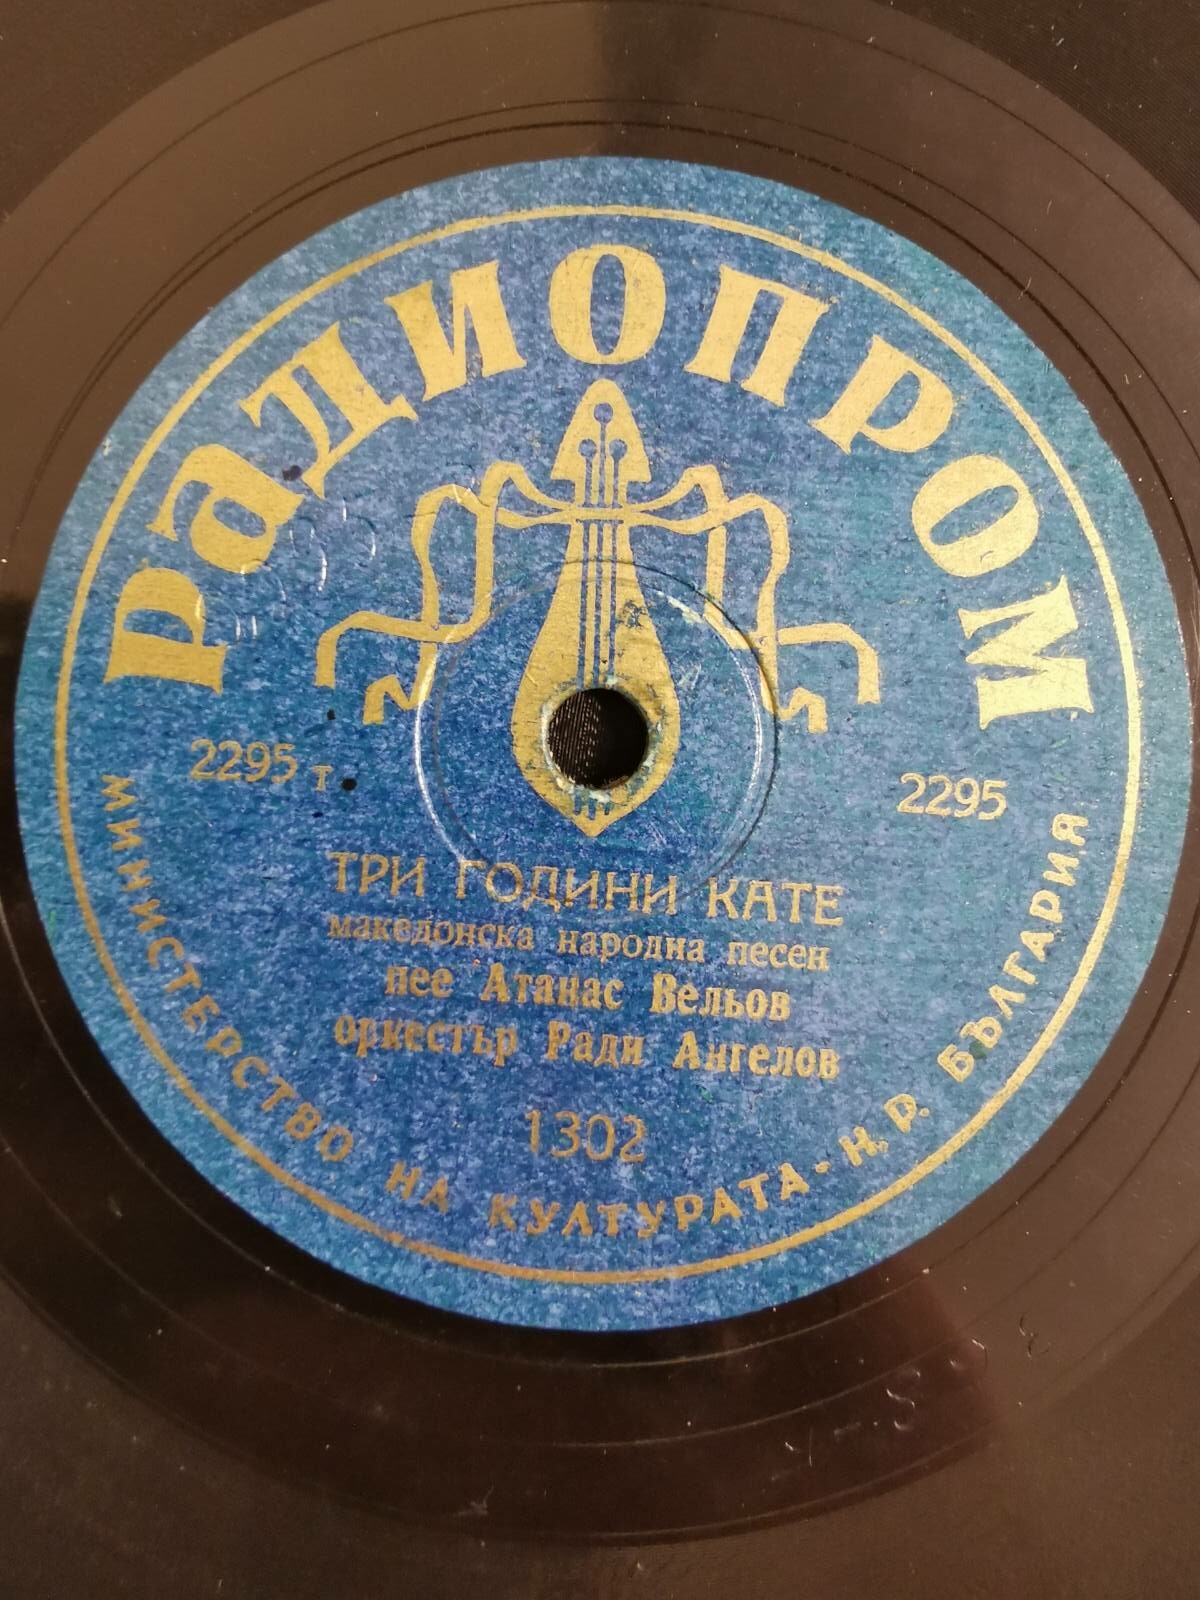 РАДИОПРОМ
2295 т
2295
ТРИ ГОДИНИ КАТЕ
македонска народна песен
пее Атанас Вельов
оркестър Ради Ангелов
1302
МИНИСТЕРСТВО НА КУЛТУРАТА - Н. Р. БЪЛГАРИЯ